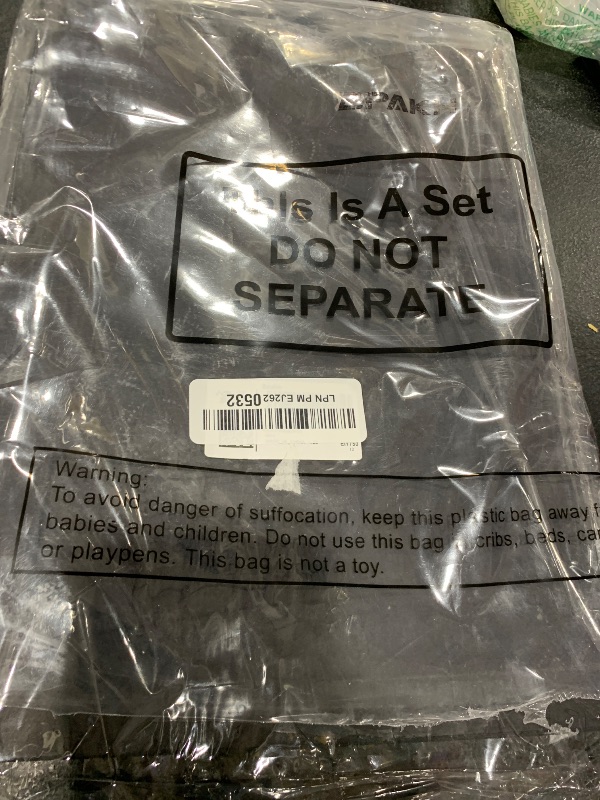 This Is A Set
DO NOT
SEPARATE
LPN PM EJ262 0532
Warning:
To avoid danger of suffocation, keep this plastic bag away
babies and children. Do not use this bag cribs, beds,
or playpens. This bag is not a toy.